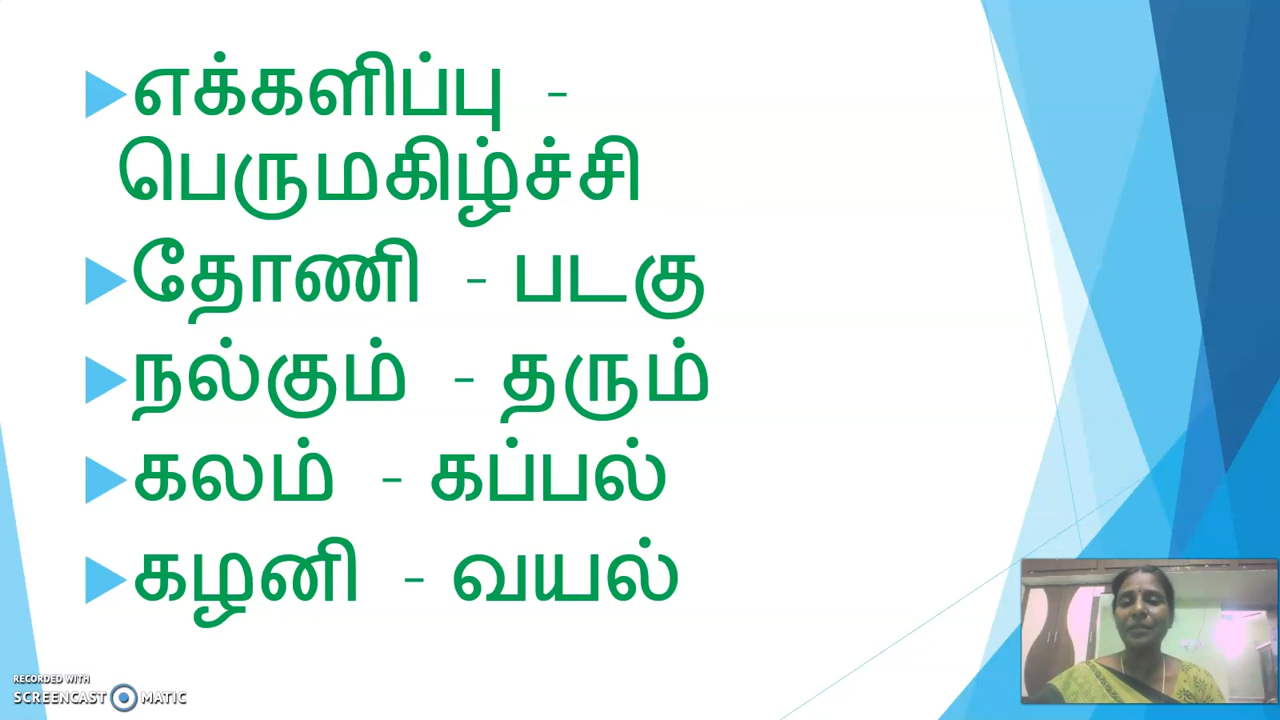 எக்களிப்பு -
பெருமகிழ்ச்சி
தோணி - படகு
நல்கும் - தரும்
கலம் - கப்பல்
கழனி - வயல்
RECORDED WITH
SCREENCAST MATIC